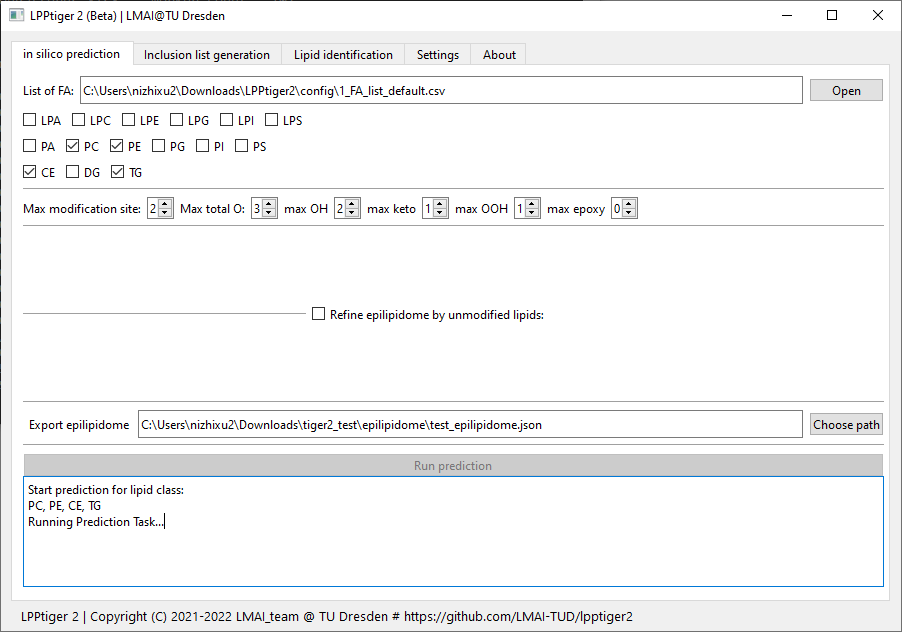 LPPtiger 2 (Beta) | LMAI@TU Dresden
in silico prediction Inclusion list generation Lipid identification Settings About
List of FA: C:\Users\nizhixu2\Downloads\LPPtiger2\config\1_FA_list_default.csv Open
LPA LPC LPE LPG LPI LPS
PA PC PE PG PI PS
CE DG TG
Max modification site: 2 Max total O: 3 max OH 2 max keto 1 max OOH 1 max epoxy 0
Refine epilipidome by unmodified lipids:
Export epilipidome C:\Users\nizhixu2\Downloads\tiger2_test\epilipidome\test_epilipidome.json Choose path
Run prediction
Start prediction for lipid class:
PC, PE, CE, TG
Running Prediction Task...
LPPtiger 2 | Copyright (C) 2021-2022 LMAI_team @ TU Dresden # https://github.com/LMAI-TUD/lpptiger2